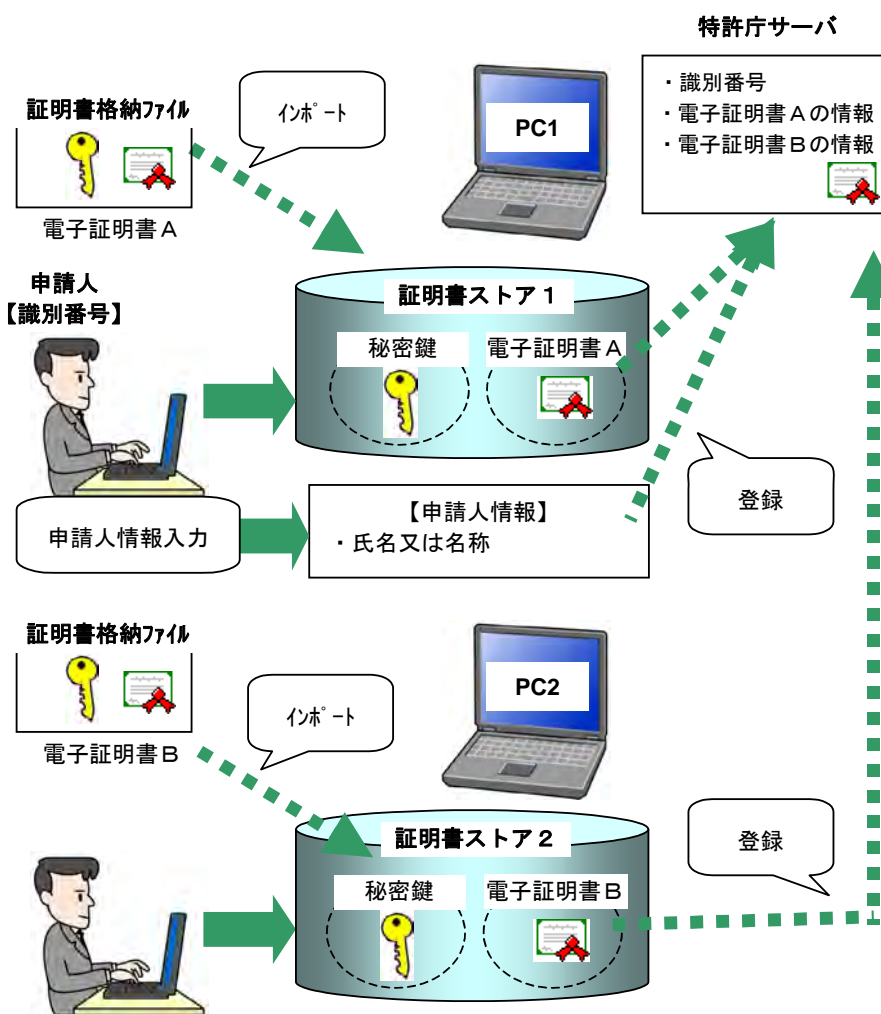 特許庁サーバ
・識別番号
・電子証明書Aの情報
・電子証明書Bの情報
証明書格納ﾌｧｲﾙ
ｲﾝﾎﾟｰﾄ
PC1
電子証明書A
申請人
【識別番号】
証明書ストア1
秘密鍵
電子証明書A
登録
申請人情報入力
【申請人情報】
・氏名又は名称
証明書格納ﾌｧｲﾙ
ｲﾝﾎﾟｰﾄ
PC2
電子証明書B
証明書ストア2
秘密鍵
電子証明書B
登録